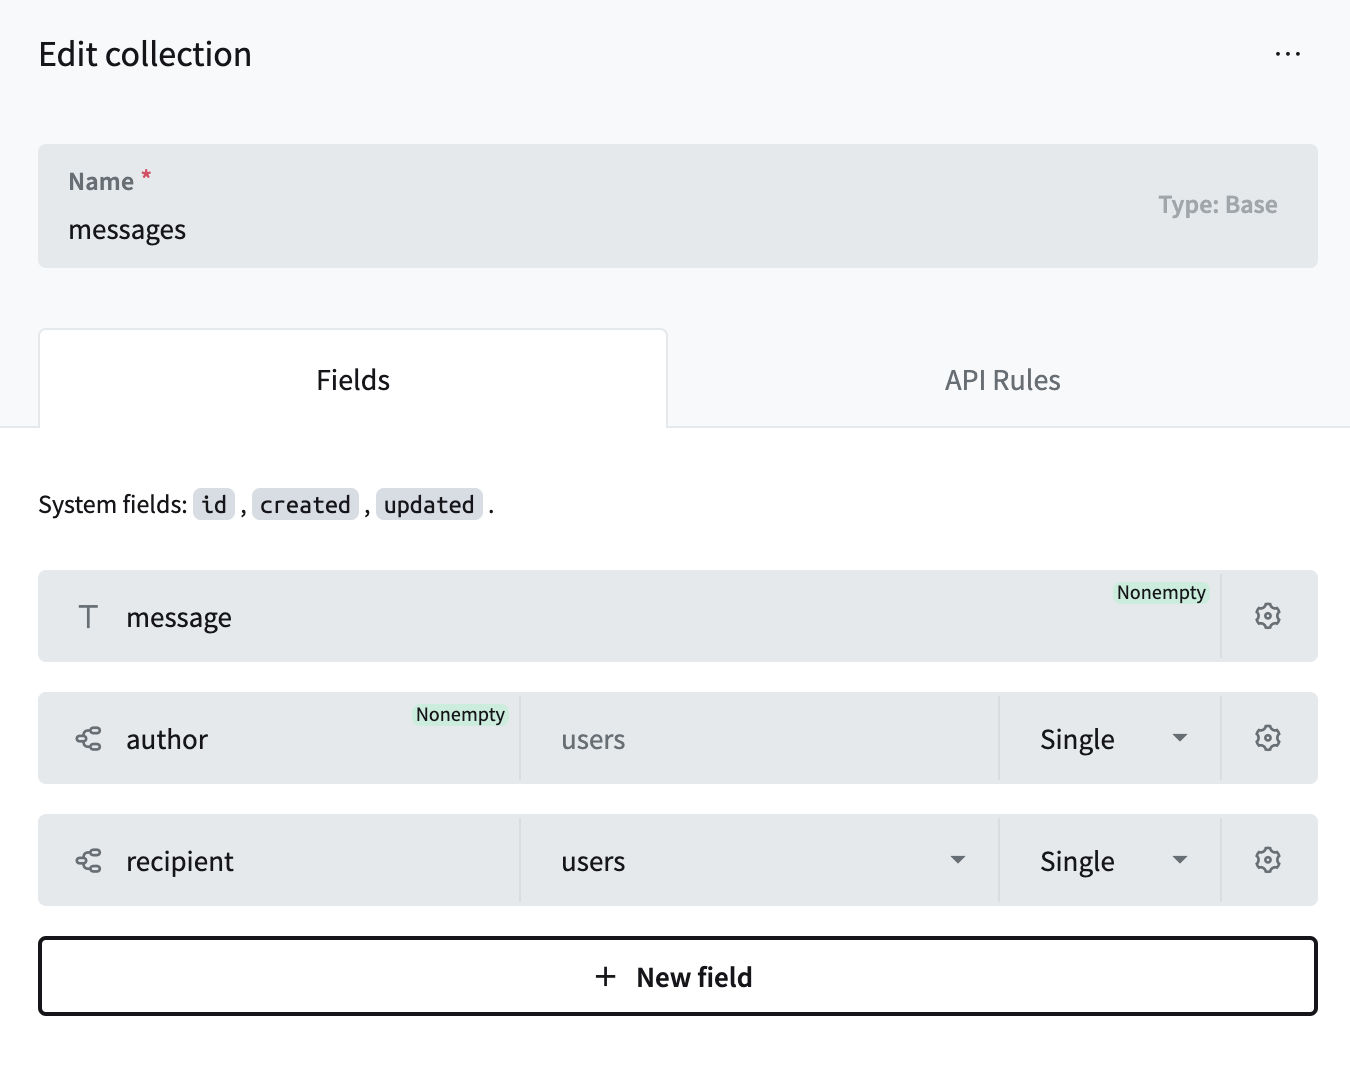 Edit collection
Name *
messages
Type: Base
Fields
API Rules
System fields: id , created , updated .
message
Nonempty
author
Nonempty
users
Single
recipient
users
Single
+ New field